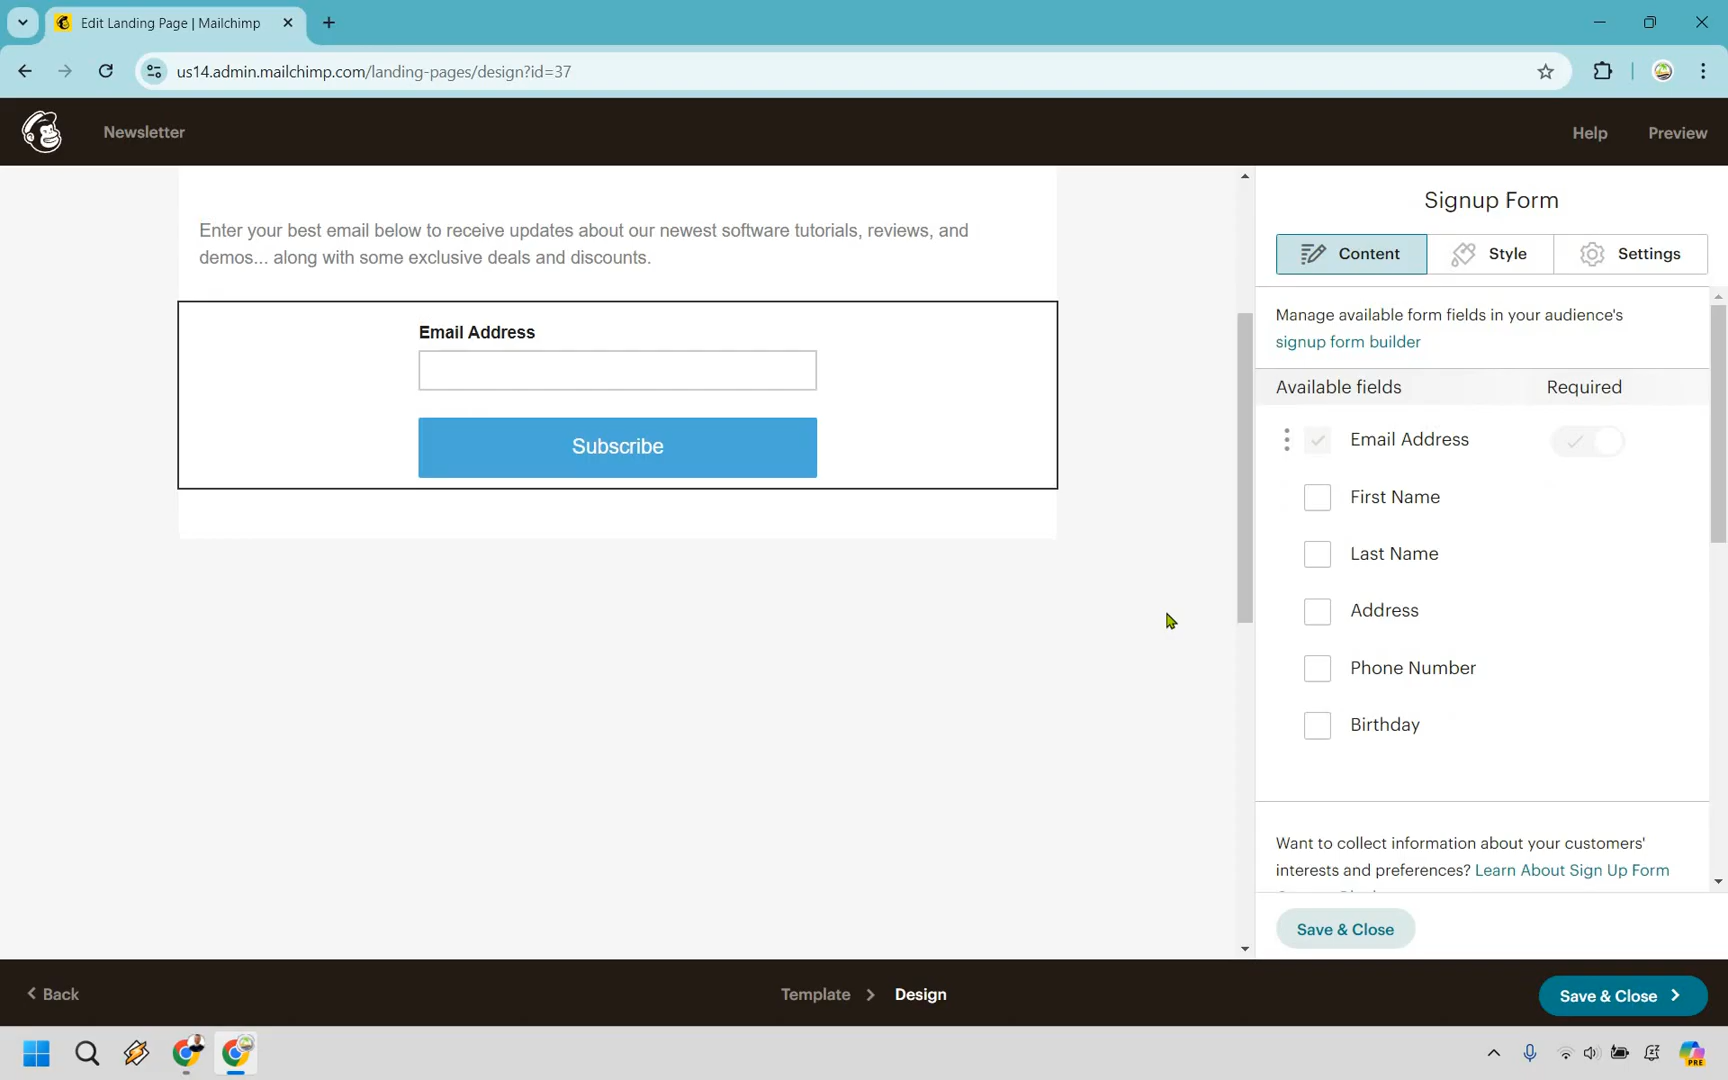 Edit Landing Page | Mailchimp
us14.admin.mailchimp.com/landing-pages/design?id=37
Newsletter
Help
Preview
Enter your best email below to receive updates about our newest software tutorials, reviews, and
demos... along with some exclusive deals and discounts.
Email Address
Subscribe
Signup Form
Content
Style
Settings
Manage available form fields in your audience's
signup form builder
Available fields
Required
Email Address
First Name
Last Name
Address
Phone Number
Birthday
Want to collect information about your customers'
interests and preferences? Learn About Sign Up Form
Save & Close
Back
Template
Design
Save & Close
PRE